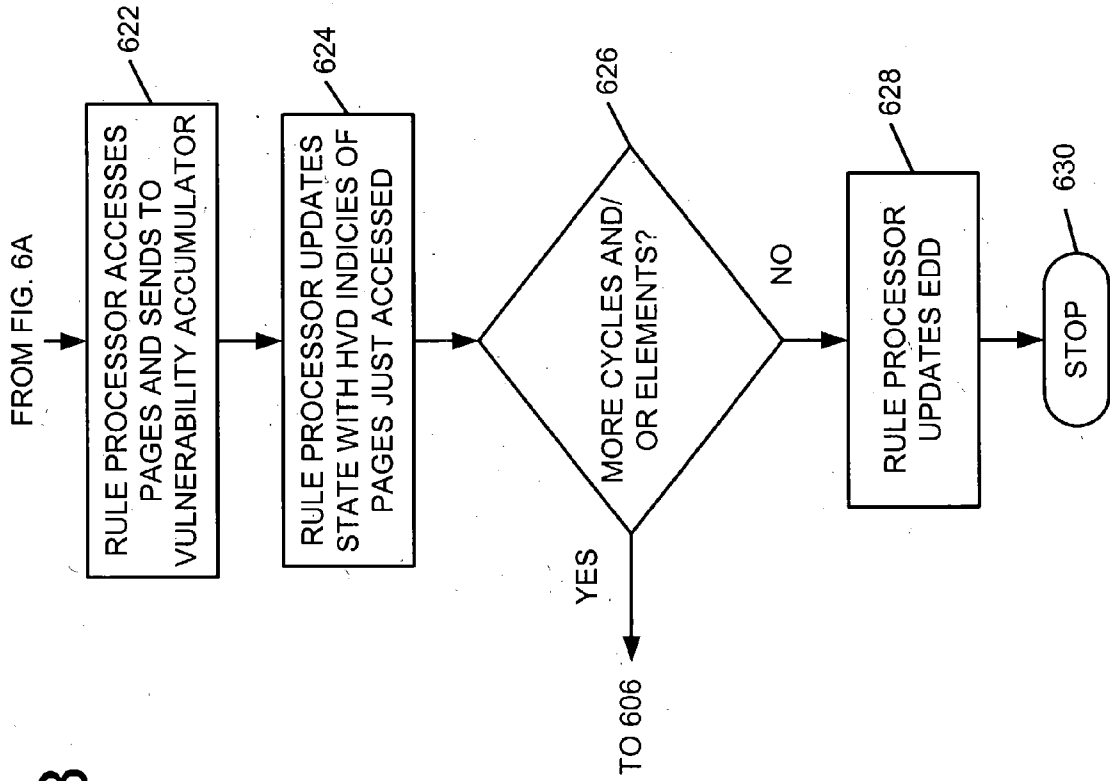 FROM FIG. 6A
622
RULE PROCESSOR ACCESSES
PAGES AND SENDS TO
VULNERABILITY ACCUMULATOR
624
RULE PROCESSOR UPDATES
STATE WITH HVD INDICIES OF
PAGES JUST ACCESSED
626
MORE CYCLES AND/
OR ELEMENTS?
YES
TO 606
NO
628
RULE PROCESSOR
UPDATES EDD
630
STOP